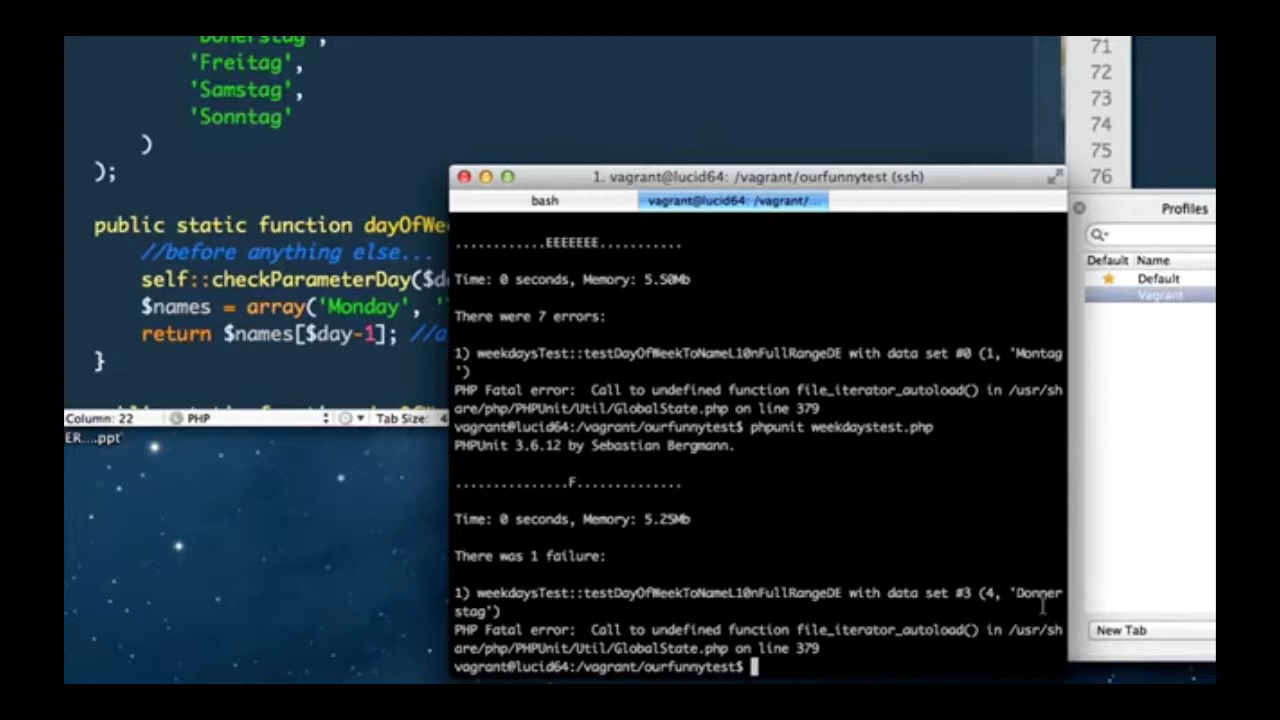 'Donerstag',
'Freitag',
'Samstag',
'Sonntag'
)
);
public static function dayOfWe
//before anything else...
self::checkParameterDay($d
$names = array('Monday', '
return $names[$day-1]; //a
}
Column: 22
PHP
Tab Size: 4
ER....ppt
1. vagrant@lucid64: /vagrant/ourfunnytest (ssh)
bash
vagrant@lucid64: /vagrant/...
............EEEEEEE...........
Time: 0 seconds, Memory: 5.50Mb
There were 7 errors:
1) weekdaysTest::testDayOfWeekToNameL10nFullRangeDE with data set #0 (1, 'Montag
')
PHP Fatal error:  Call to undefined function file_iterator_autoload() in /usr/sh
are/php/PHPUnit/Util/GlobalState.php on line 379
vagrant@lucid64:/vagrant/ourfunnytest$ phpunit weekdaystest.php
PHPUnit 3.6.12 by Sebastian Bergmann.
...............F..............
Time: 0 seconds, Memory: 5.25Mb
There was 1 failure:
1) weekdaysTest::testDayOfWeekToNameL10nFullRangeDE with data set #3 (4, 'Donner
stag')
PHP Fatal error:  Call to undefined function file_iterator_autoload() in /usr/sh
are/php/PHPUnit/Util/GlobalState.php on line 379
vagrant@lucid64:/vagrant/ourfunnytest$
71
72
73
74
75
76
Profiles
Default
Name
Default
Vagrant
New Tab